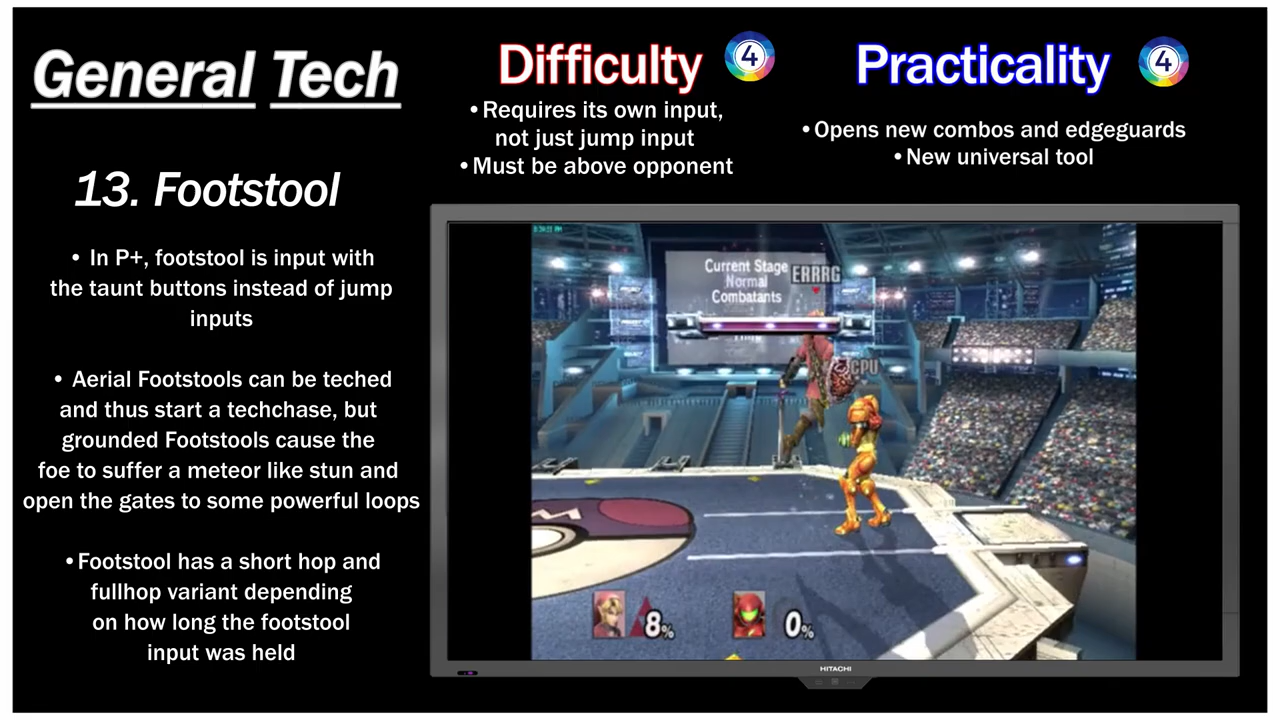 General Tech
13. Footstool
• In P+, footstool is input with
the taunt buttons instead of jump
inputs
• Aerial Footstools can be teched
and thus start a techchase, but
grounded Footstools cause the
foe to suffer a meteor like stun and
open the gates to some powerful loops
•Footstool has a short hop and
fullhop variant depending
on how long the footstool
input was held
Difficulty 4
•Requires its own input,
not just jump input
•Must be above opponent
Practicality 4
•Opens new combos and edgeguards
•New universal tool
Current Stage
Normal
Combatants
ERRRG
CPU
8%
0%
HITACHI